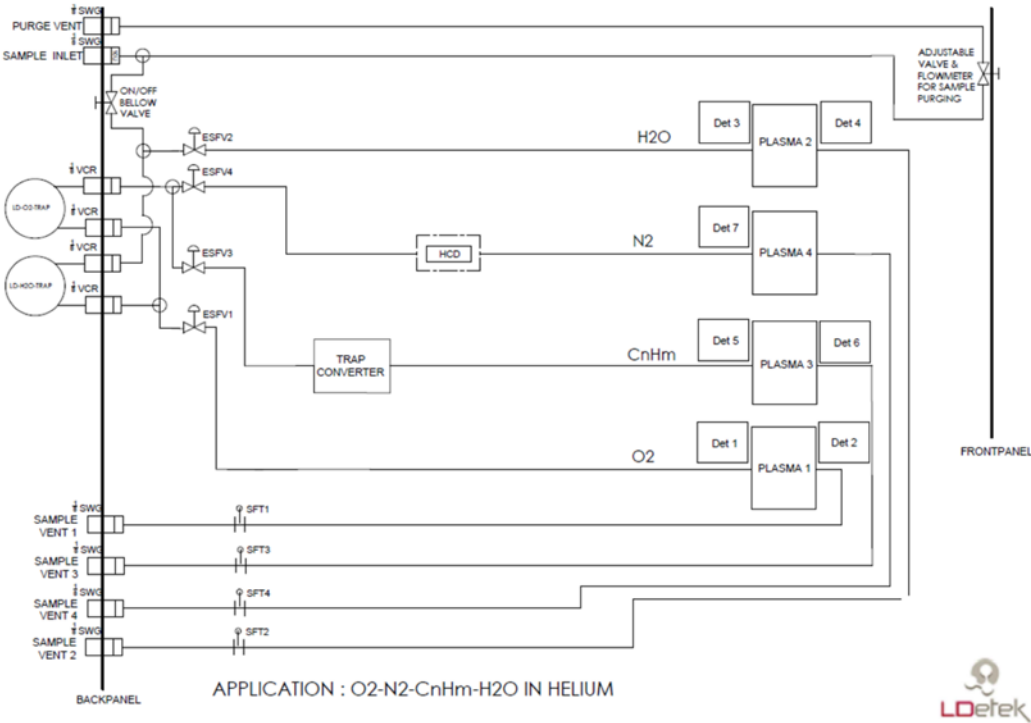 ¼ SWG
PURGE VENT
SWG
SAMPLE INLET
ADJUSTABLE
VALVE &
FLOWMETER
FOR SAMPLE
PURGING
ON/OFF
BELLOW
VALVE
ESFV2
H2O
Det 3
PLASMA 2
Det 4
VCR
ESFV4
LD-O2-TRAP
VCR
N2
Det 7
PLASMA 4
HCD
VCR
ESFV3
LD-H2O-TRAP
VCR
ESFV1
TRAP
CONVERTER
CnHm
Det 5
PLASMA 3
Det 6
O2
Det 1
PLASMA 1
Det 2
FRONTPANEL
SWG
SAMPLE
VENT 1
SFT1
SWG
SAMPLE
VENT 3
SFT3
SWG
SAMPLE
VENT 4
SFT4
SWG
SAMPLE
VENT 2
SFT2
BACKPANEL
APPLICATION : O2-N2-CnHm-H2O IN HELIUM
LDetek